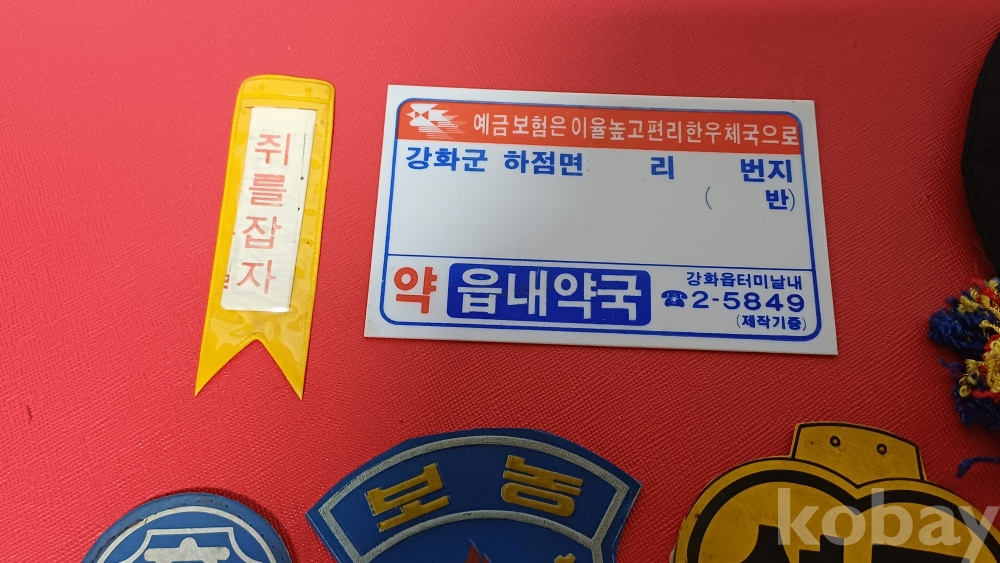 쥐를잡자
예금보험은이율높고편리한우체국으로
강화군 하점면 리 번지
( 반)
약 읍내약국
강화읍터미날내
☎2-5849
(제작기증)
보 농
kobay